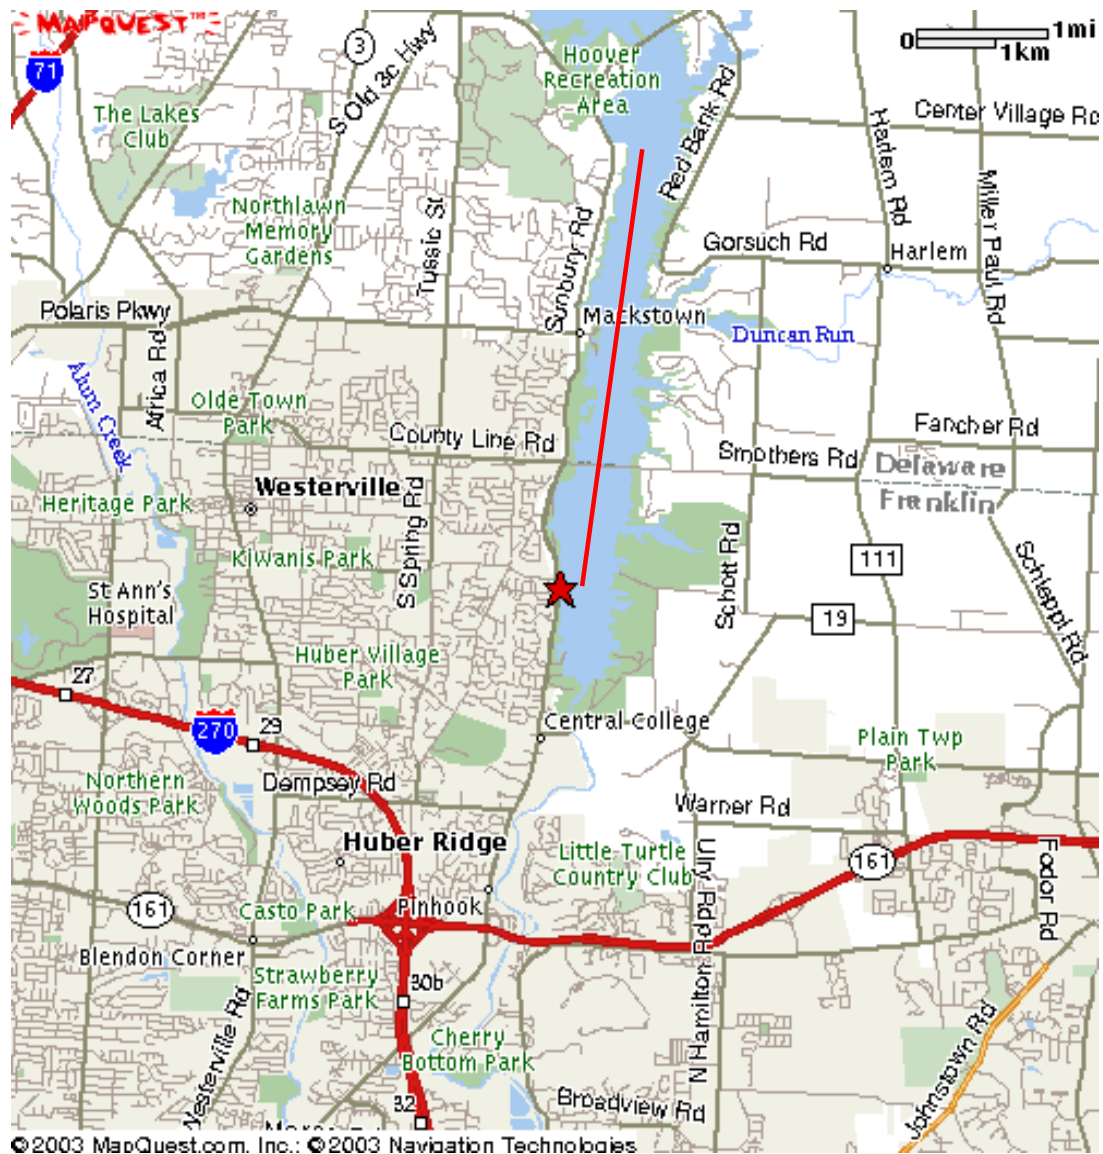 MAPQUEST™
0 1mi
1km
71
3
S Old 3c Hwy
Hoover
Recreation
Area
Red Bank Rd
Center Village Rd
The Lakes
Club
Harlem Rd
Miller Paul Rd
Northlawn
Memory
Gardens
Tussic St
Sunbury Rd
Gorsuch Rd
Harlem
Polaris Pkwy
Mackstown
Duncan Run
Africa Rd
Alum Creek
Olde Town
Park
County Line Rd
Fancher Rd
Smothers Rd
Delaware
Franklin
Westerville
Heritage Park
S Spring Rd
Kiwanis Park
Schott Rd
111
Schleppi Rd
St Ann's
Hospital
19
Huber Village
Park
27
270
29
Central College
Plain Twp
Park
Northern
Woods Park
Dempsey Rd
Warner Rd
Huber Ridge
Little Turtle
Country Club
Ulry Rd
161
Fodor Rd
161
Casto Park
Pinhook
Blendon Corner
Strawberry
Farms Park
30b
N Hamilton Rd
Cherry
Bottom Park
Westerville Rd
Johnstown Rd
32
Broadview Rd
©2003 MapQuest.com, Inc.; ©2003 Navigation Technologies